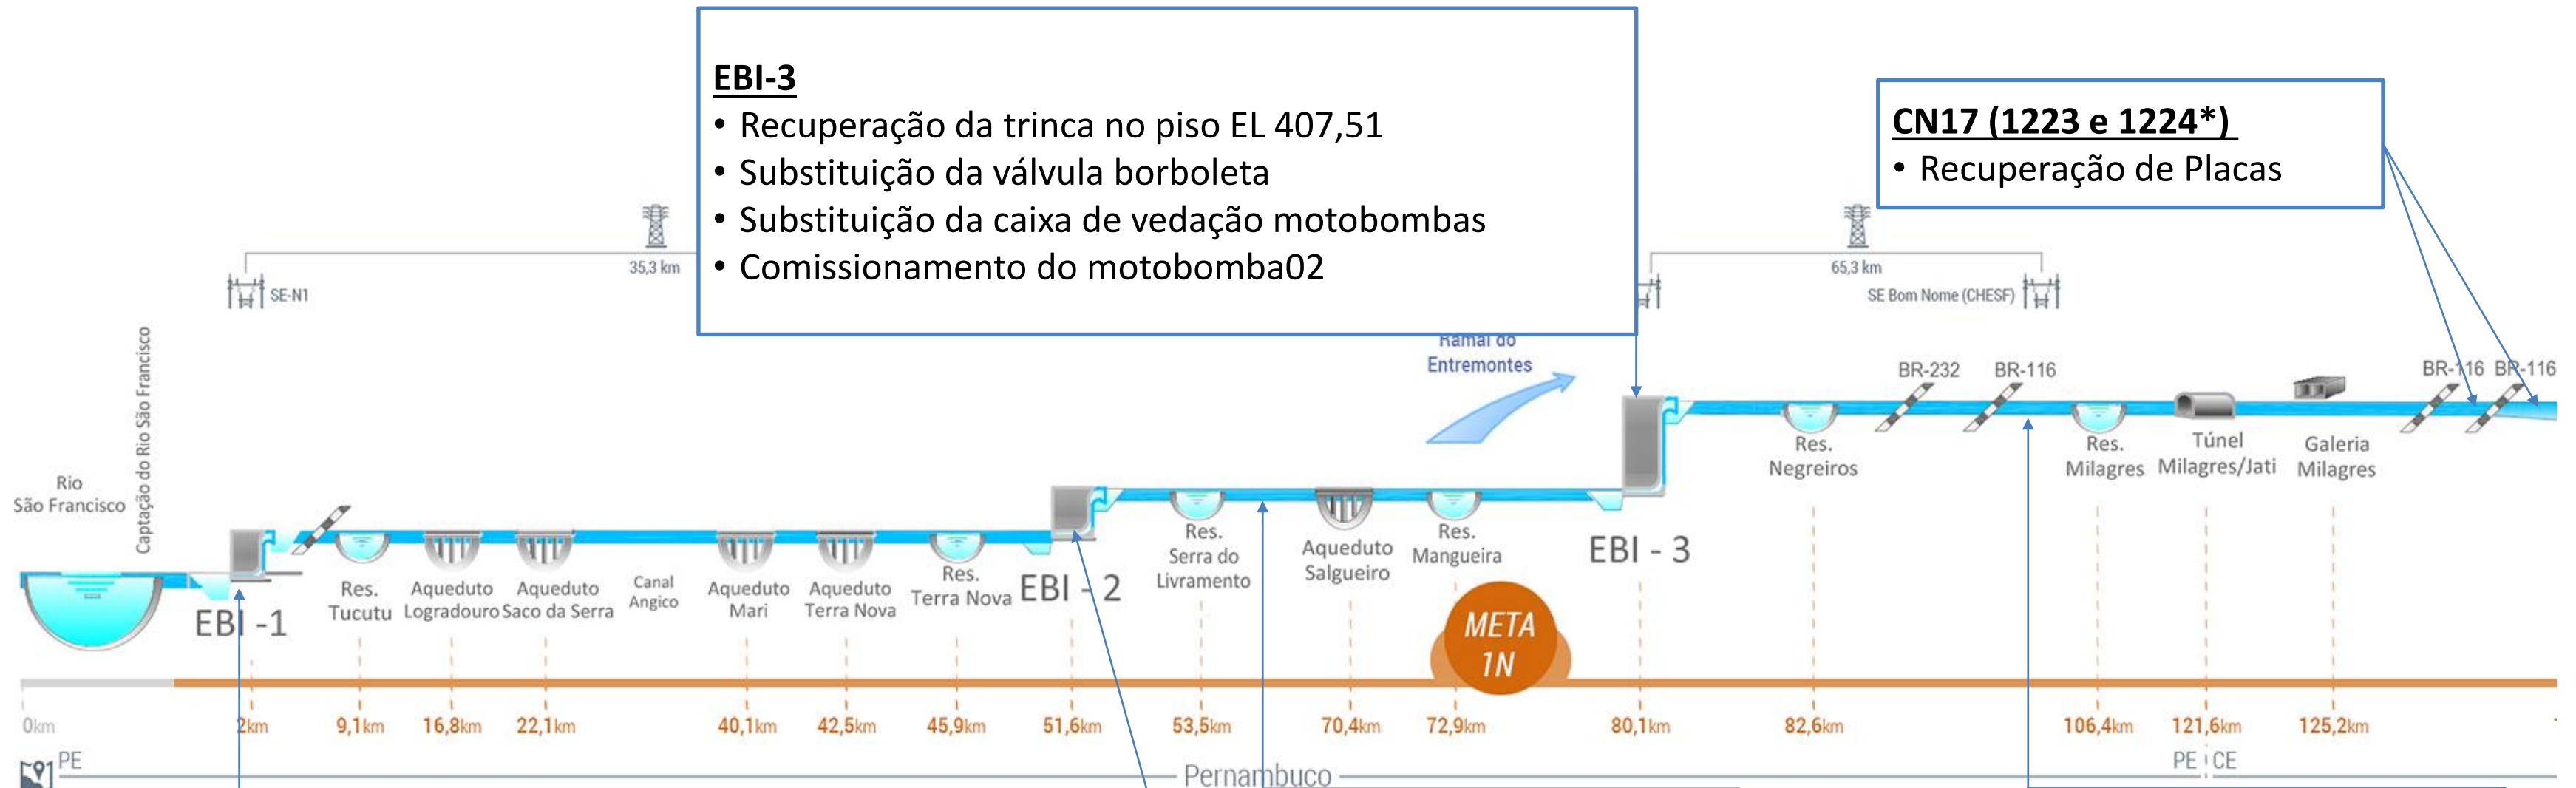 EBI-3
• Recuperação da trinca no piso EL 407,51
• Substituição da válvula borboleta
• Substituição da caixa de vedação motobombas
• Comissionamento do motobomba02
CN17 (1223 e 1224*)
• Recuperação de Placas
35,3 km
SE-N1
65,3 km
SE Bom Nome (CHESF)
Captação do Rio São Francisco
Rio
São Francisco
Ramal do
Entremontes
BR-232
BR-116
BR-116
BR-116
EBI -1
Res.
Tucutu
Aqueduto
Logradouro
Aqueduto
Saco da Serra
Canal
Angico
Aqueduto
Mari
Aqueduto
Terra Nova
Res.
Terra Nova
EBI - 2
Res.
Serra do
Livramento
Aqueduto
Salgueiro
Res.
Mangueira
EBI - 3
Res.
Negreiros
Res.
Milagres
Túnel
Milagres/Jati
Galeria
Milagres
META
1N
0km
2km
9,1km
16,8km
22,1km
40,1km
42,5km
45,9km
51,6km
53,5km
70,4km
72,9km
80,1km
82,6km
106,4km
121,6km
125,2km
PE
Pernambuco
PE
CE